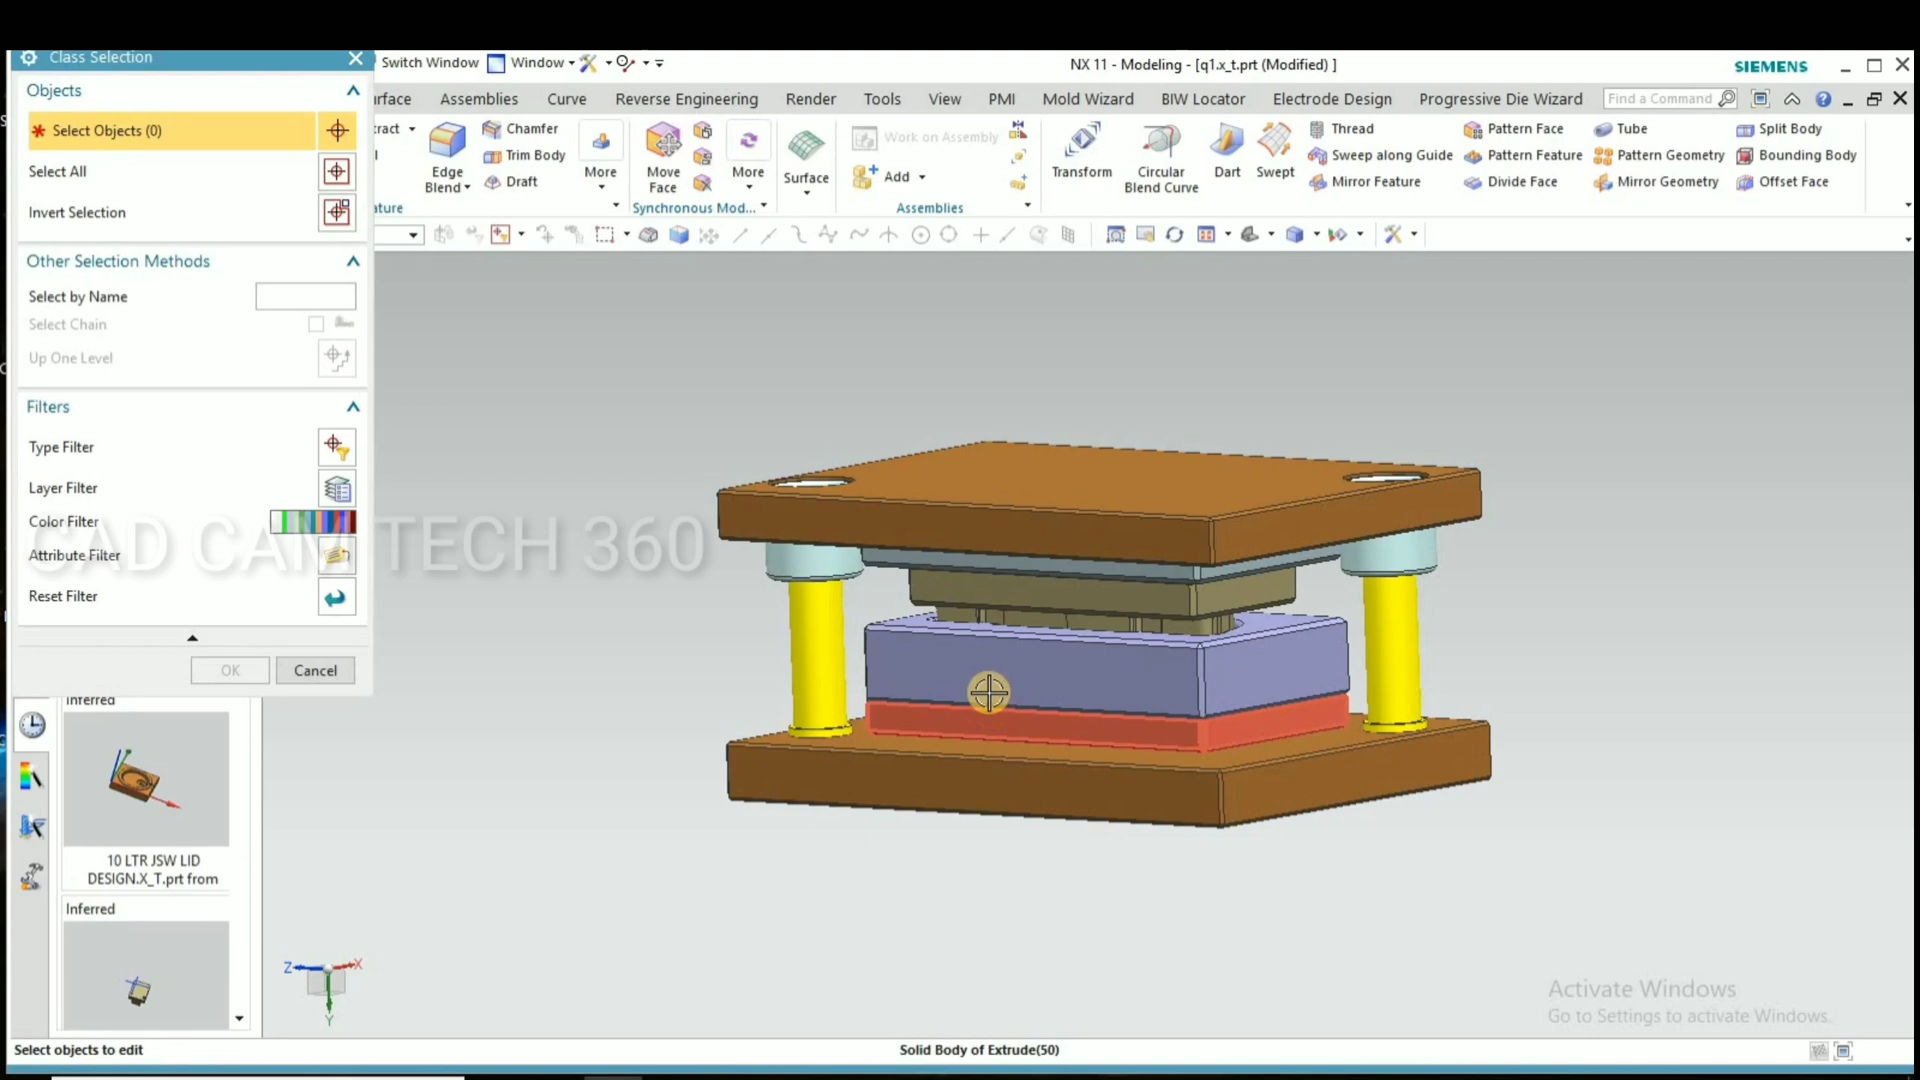 Class Selection
Switch Window
Window
NX 11 - Modeling - [q1.x_t.prt (Modified) ]
SIEMENS
Objects
Select Objects (0)
Select All
Invert Selection
Other Selection Methods
Select by Name
Select Chain
Up One Level
Filters
Type Filter
Layer Filter
Color Filter
Attribute Filter
Reset Filter
OK
Cancel
urface
Assemblies
Curve
Reverse Engineering
Render
Tools
View
PMI
Mold Wizard
BIW Locator
Electrode Design
Progressive Die Wizard
Find a Command
ract
Edge
Blend
Chamfer
Trim Body
Draft
More
ature
Move
Face
More
Synchronous Mod...
Surface
Work on Assembly
Add
Assemblies
Transform
Circular
Blend Curve
Dart
Swept
Thread
Sweep along Guide
Mirror Feature
Pattern Face
Pattern Feature
Divide Face
Tube
Pattern Geometry
Mirror Geometry
Split Body
Bounding Body
Offset Face
CAD CAM TECH 360
Inferred
10 LTR JSW LID
DESIGN.X_T.prt from
Inferred
Z
X
Y
Activate Windows
Go to Settings to activate Windows.
Select objects to edit
Solid Body of Extrude(50)